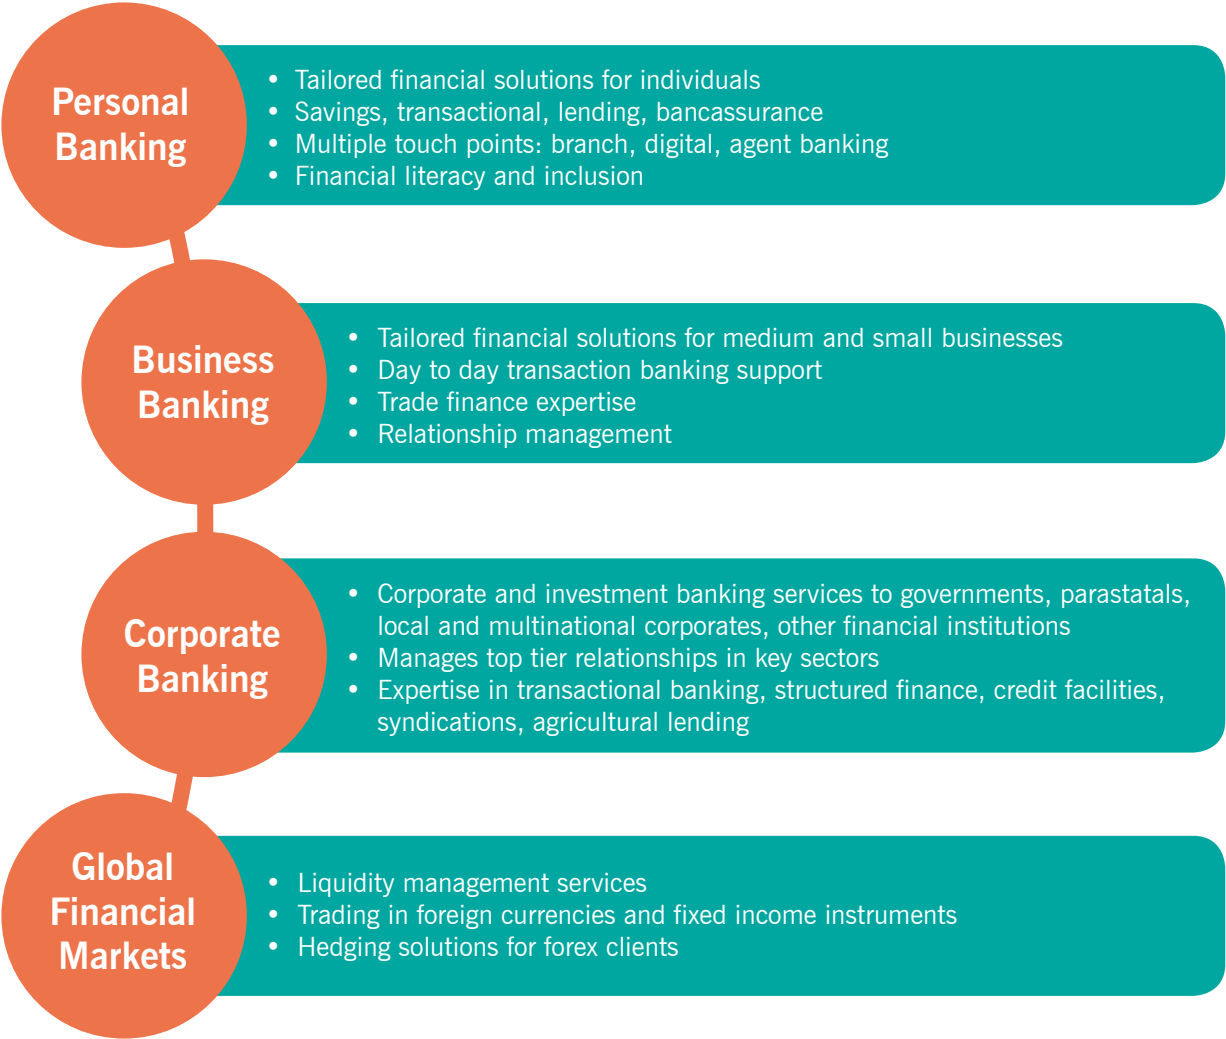 Personal
Banking
• Tailored financial solutions for individuals
• Savings, transactional, lending, bancassurance
• Multiple touch points: branch, digital, agent banking
• Financial literacy and inclusion
Business
Banking
• Tailored financial solutions for medium and small businesses
• Day to day transaction banking support
• Trade finance expertise
• Relationship management
Corporate
Banking
• Corporate and investment banking services to governments, parastatals,
local and multinational corporates, other financial institutions
• Manages top tier relationships in key sectors
• Expertise in transactional banking, structured finance, credit facilities,
syndications, agricultural lending
Global
Financial
Markets
• Liquidity management services
• Trading in foreign currencies and fixed income instruments
• Hedging solutions for forex clients